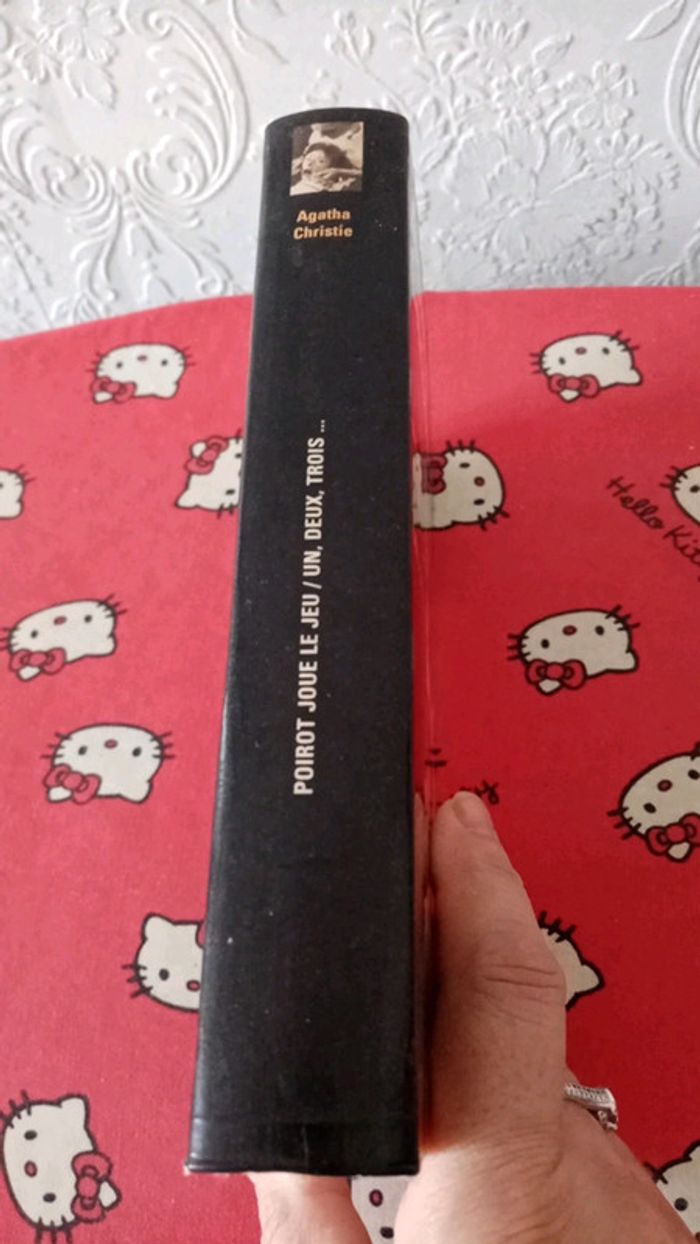 Agatha
Christie
POIROT JOUE LE JEU / UN, DEUX, TROIS ...
Hello Kit